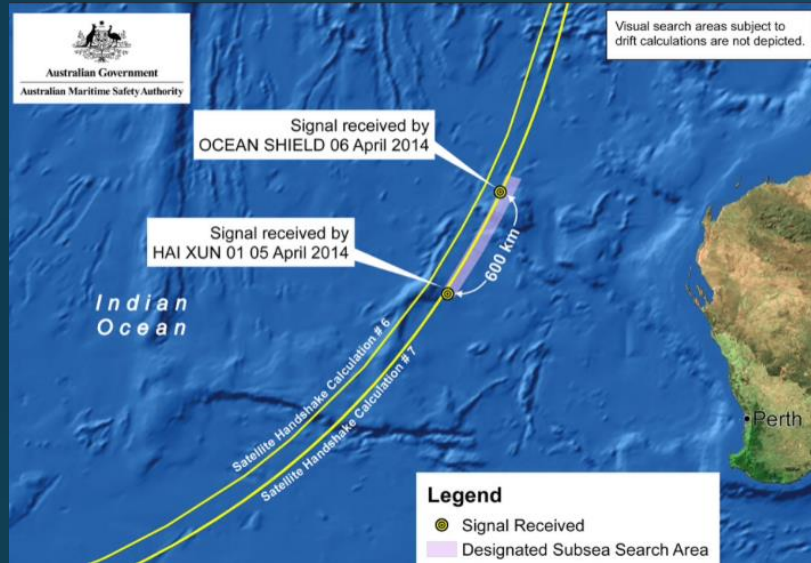 Australian Government
Australian Maritime Safety Authority
Visual search areas subject to
drift calculations are not depicted.
Signal received by
OCEAN SHIELD 06 April 2014
Signal received by
HAI XUN 01 05 April 2014
600 km
Indian
Ocean
Satellite Handshake Calculation # 6
Satellite Handshake Calculation # 7
Perth
Legend
Signal Received
Designated Subsea Search Area